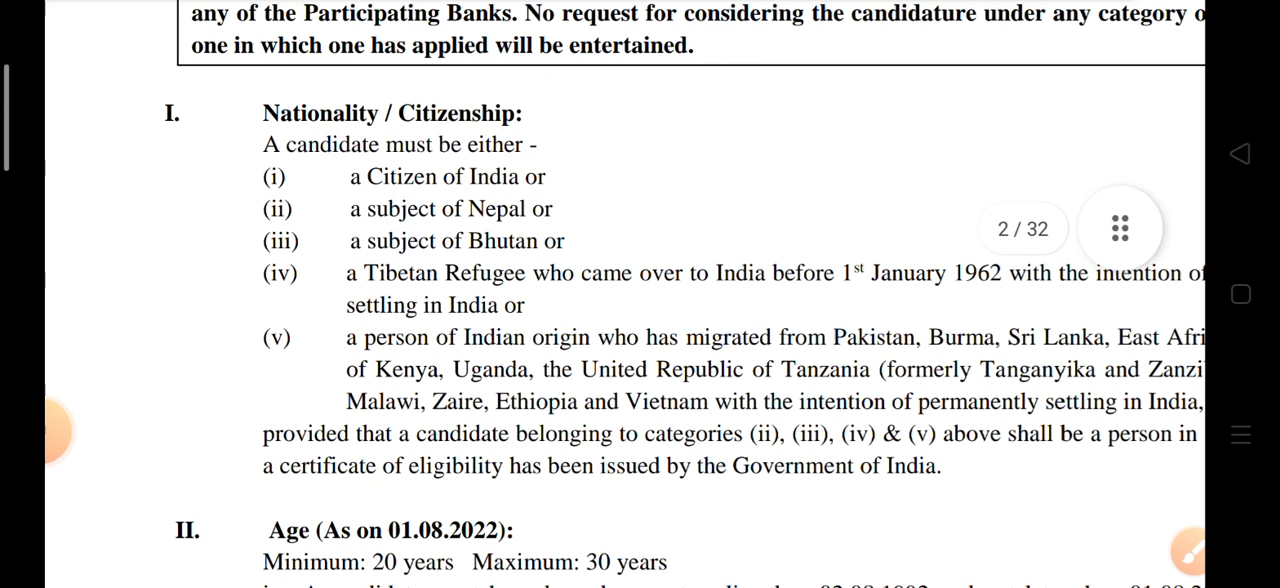 any of the Participating Banks. No request for considering the candidature under any category
one in which one has applied will be entertained.
I. Nationality / Citizenship:
A candidate must be either -
(i) a Citizen of India or
(ii) a subject of Nepal or
(iii) a subject of Bhutan or
2 / 32
(iv) a Tibetan Refugee who came over to India before 1st January 1962 with the intention of
settling in India or
(v) a person of Indian origin who has migrated from Pakistan, Burma, Sri Lanka, East Afri
of Kenya, Uganda, the United Republic of Tanzania (formerly Tanganyika and Zanzi
Malawi, Zaire, Ethiopia and Vietnam with the intention of permanently settling in India,
provided that a candidate belonging to categories (ii), (iii), (iv) & (v) above shall be a person in
a certificate of eligibility has been issued by the Government of India.
II. Age (As on 01.08.2022):
Minimum: 20 years Maximum: 30 years